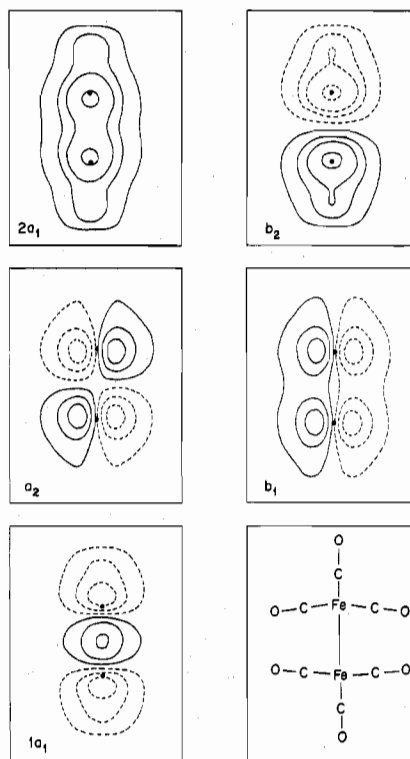 2a₁
b₂
a₂
b₁
1a₁
O
C
O—C—Fe—C—O
O—C—Fe—C—O
C
O